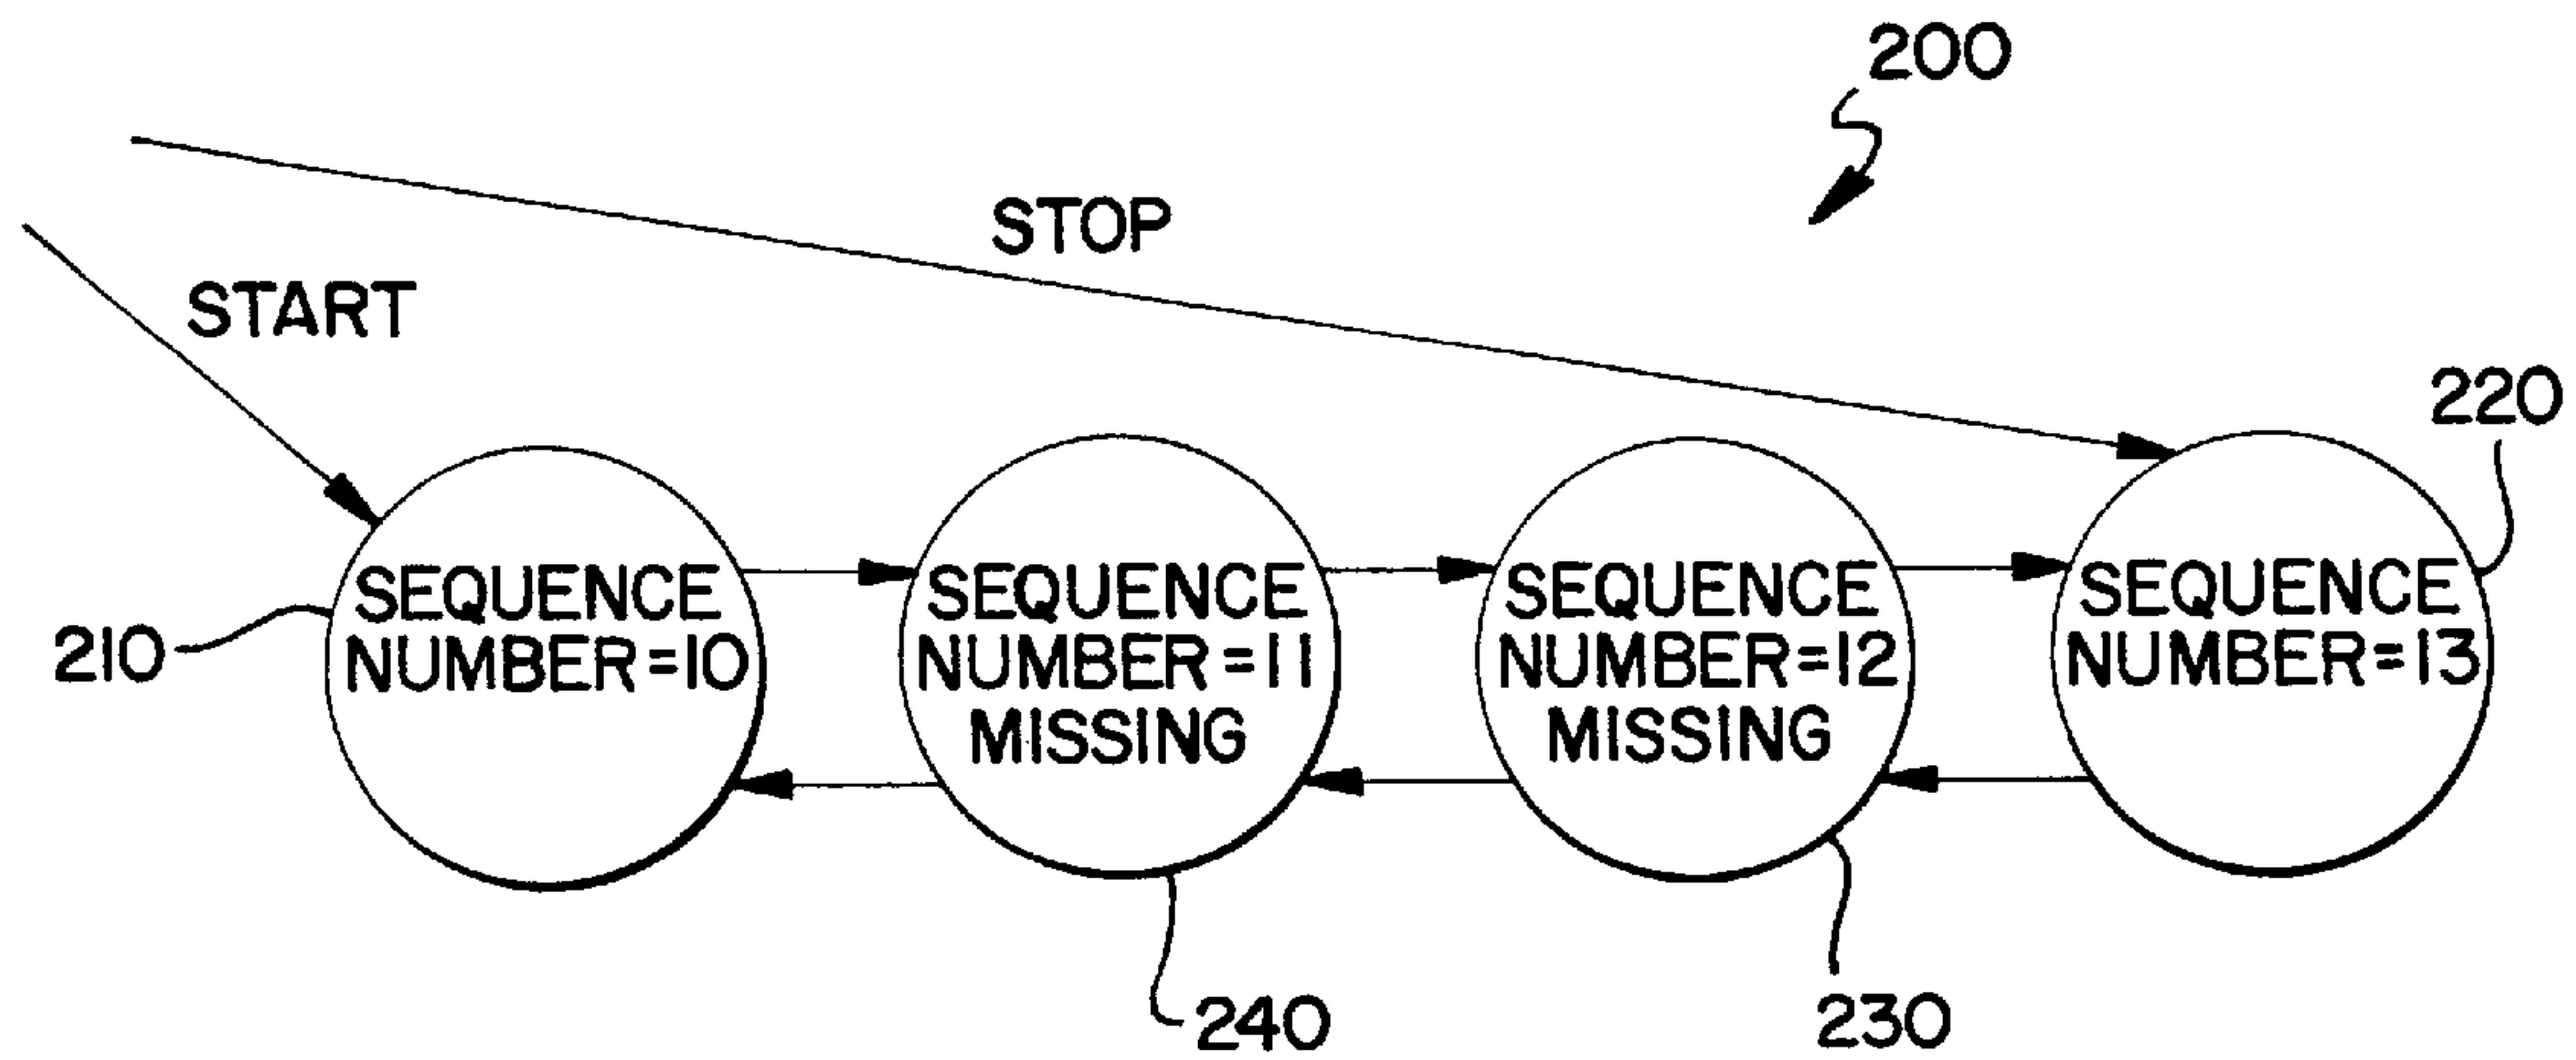 200
STOP
START
220
SEQUENCE
NUMBER=10
SEQUENCE
NUMBER=11
MISSING
SEQUENCE
NUMBER=12
MISSING
SEQUENCE
NUMBER=13
210
240
230